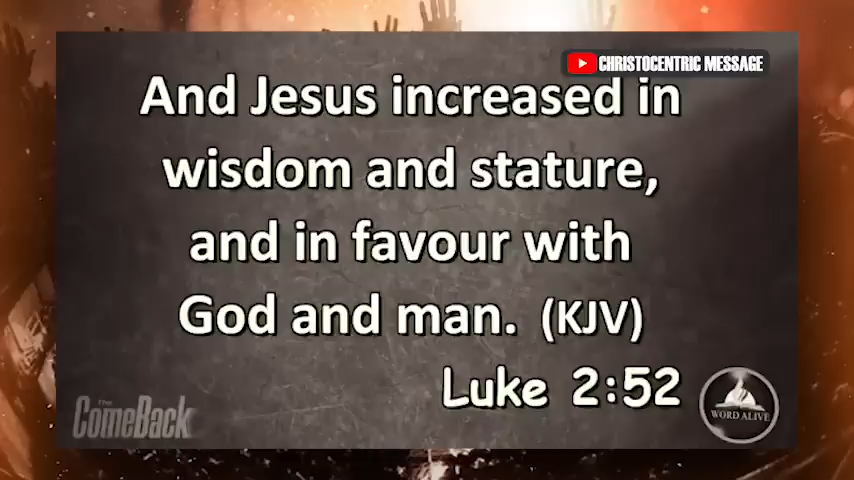 CHRISTOCENTRIC MESSAGE
And Jesus increased in
wisdom and stature,
and in favour with
God and man. (KJV)
Luke 2:52
The
ComeBack
WORD ALIVE